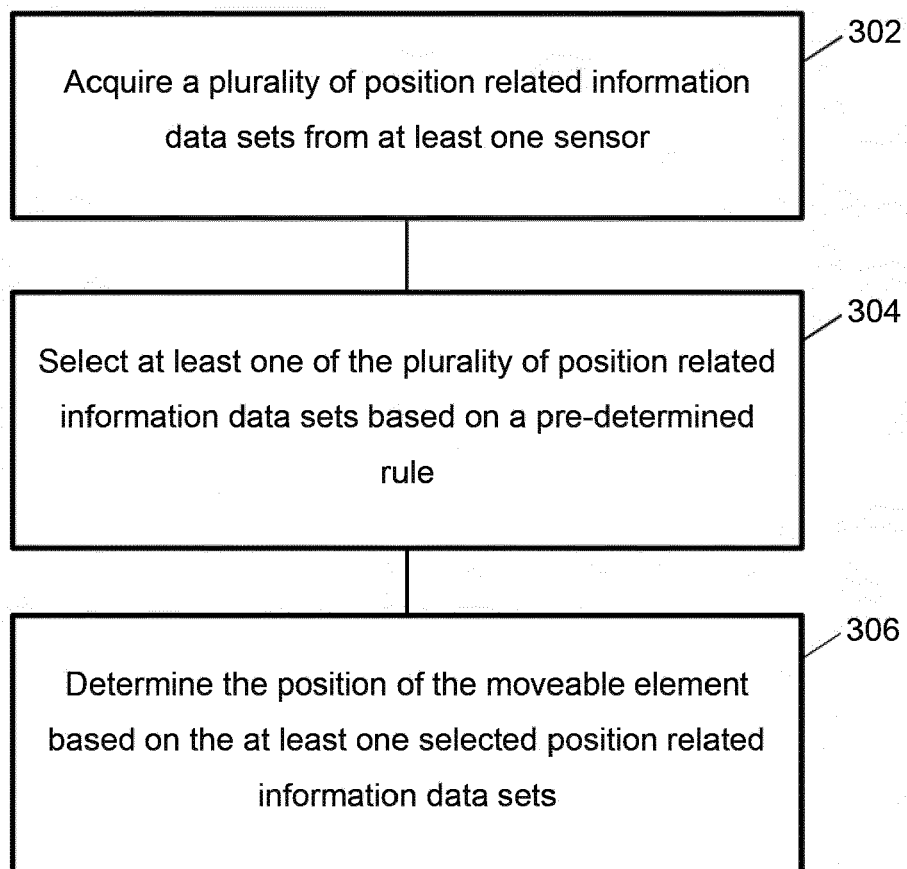 302
Acquire a plurality of position related information
data sets from at least one sensor
304
Select at least one of the plurality of position related
information data sets based on a pre-determined
rule
306
Determine the position of the moveable element
based on the at least one selected position related
information data sets